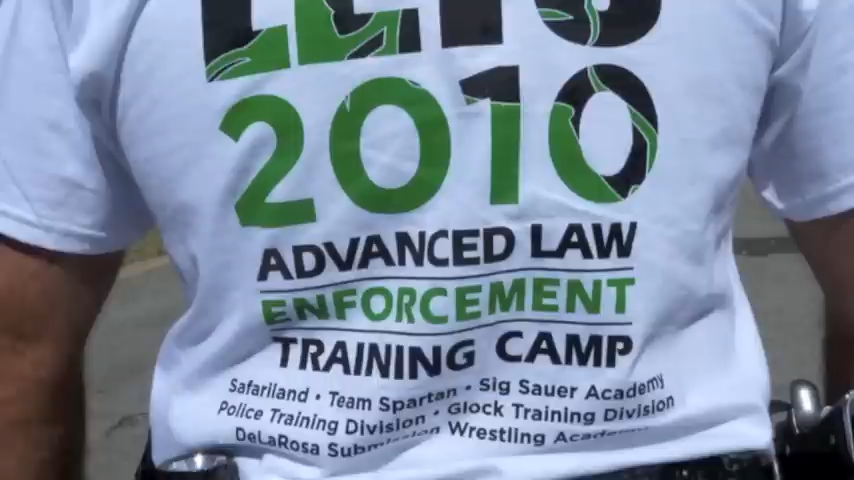 2010
ADVANCED LAW
ENFORCEMENT
TRAINING CAMP
Safariland • Team Spartan • Sig Sauer Academy
Police Training Division • Glock Training Division
DeLaRosa Submission Wrestling Academy